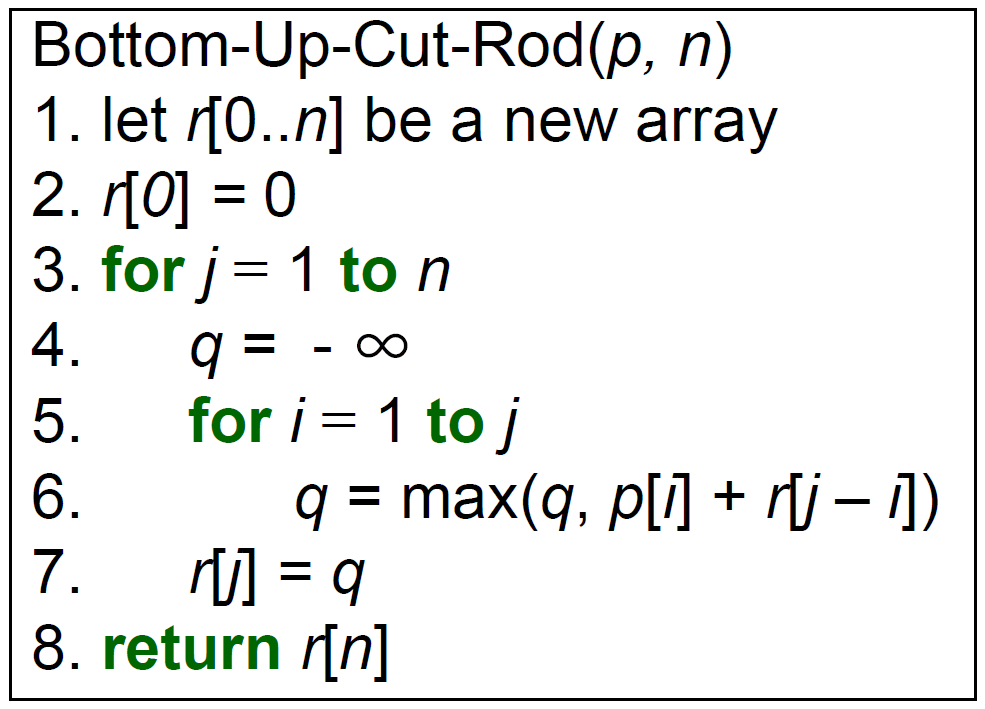 Bottom-Up-Cut-Rod(p, n)
1. let r[0..n] be a new array
2. r[0] = 0
3. for j = 1 to n
4. q = - ∞
5. for i = 1 to j
6. q = max(q, p[i] + r[j – i])
7. r[j] = q
8. return r[n]